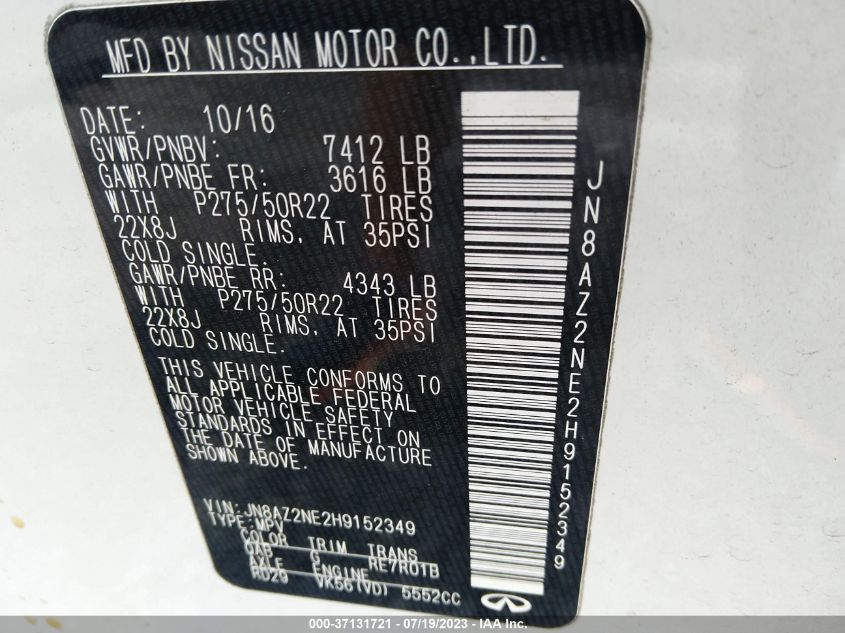 MFD BY NISSAN MOTOR CO.,LTD.
DATE: 10/16
GVWR/PNBV: 7412 LB
GAWR/PNBE FR: 3616 LB
WITH P275/50R22 TIRES
22X8J RIMS, AT 35PSI
COLD SINGLE.
GAWR/PNBE RR: 4343 LB
WITH P275/50R22 TIRES
22X8J RIMS, AT 35PSI
COLD SINGLE.
THIS VEHICLE CONFORMS TO
ALL APPLICABLE FEDERAL
MOTOR VEHICLE SAFETY
STANDARDS IN EFFECT ON
THE DATE OF MANUFACTURE
SHOWN ABOVE.
VIN:JN8AZ2NE2H9152349
TYPE:MPV
COLOR TRIM TRANS
QAB G RE7R01B
AXLE ENGINE
RD29 VK56(VD) 5552CC
JN8AZ2NE2H9152349
000-37131721 - 07/19/2023 - IAA Inc.